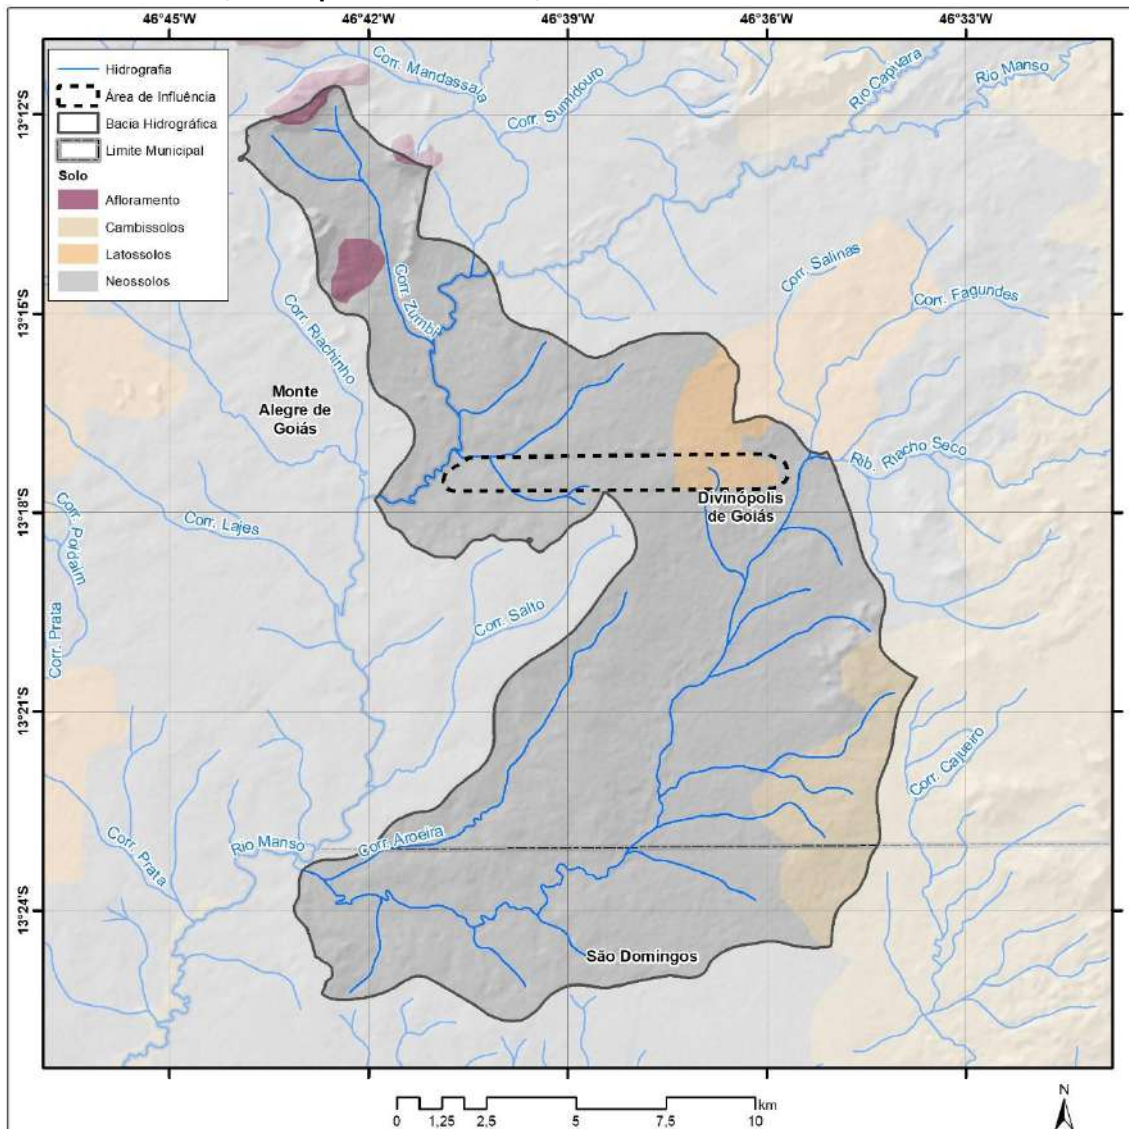 46°45'W 46°42'W 46°39'W 46°36'W 46°33'W
Hidrografia
Área de Influência
Bacia Hidrográfica
Limite Municipal
Solo
Afloramento
Cambissolos
Latossolos
Neossolos
Corr. Mandassaia
Corr. Sumidouro
Rio Capivara
Rio Manso
13°12'S
Corr. Salinas
Corr. Fagundes
Corr. Zumbi
13°15'S
Corr. Riachinho
Monte
Alegre de
Goiás
Rib. Riacho Seco
Divinópolis
de Goiás
13°18'S
Corr. Lajes
Corr. Prata
Corr. Salto
13°21'S
Corr. Cajueiro
Corr. Prata
Rio Manso
Corr. Aroeira
13°24'S
São Domingos
0 1,25 2,5 5 7,5 10
km
N